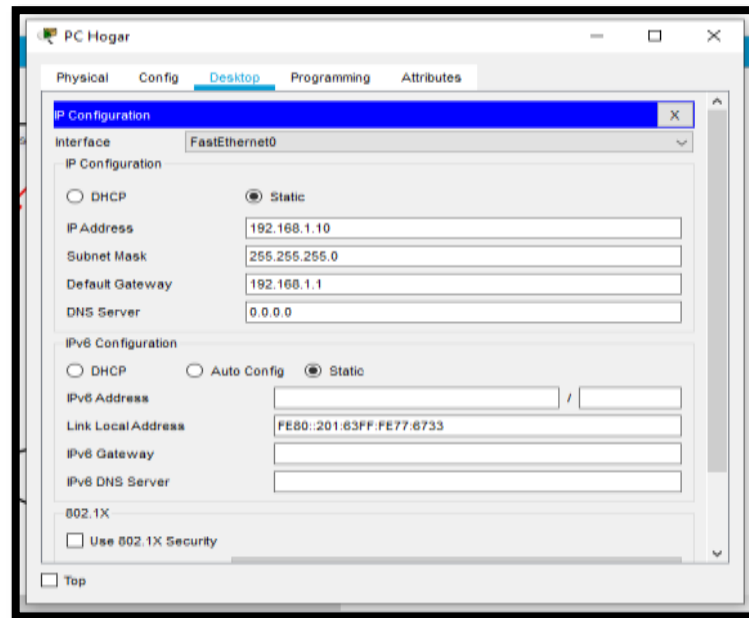 PC Hogar
Physical Config Desktop Programming Attributes
IP Configuration X
Interface FastEthernet0
IP Configuration
DHCP Static
IP Address 192.168.1.10
Subnet Mask 255.255.255.0
Default Gateway 192.168.1.1
DNS Server 0.0.0.0
IPv6 Configuration
DHCP Auto Config Static
IPv6 Address /
Link Local Address FE80::201:63FF:FE77:6733
IPv6 Gateway
IPv6 DNS Server
802.1X
Use 802.1X Security
Top